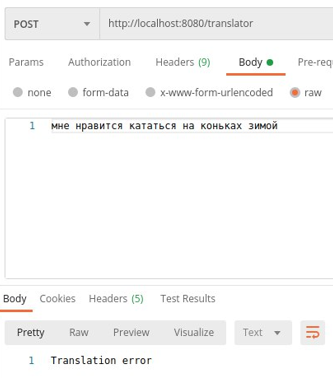 POST http://localhost:8080/translator
Params Authorization Headers (9) Body
none form-data x-www-form-urlencoded raw
1 мне нравится кататься на коньках зимой
Body Cookies Headers (5) Test Results
Pretty Raw Preview Visualize Text
1 Translation error